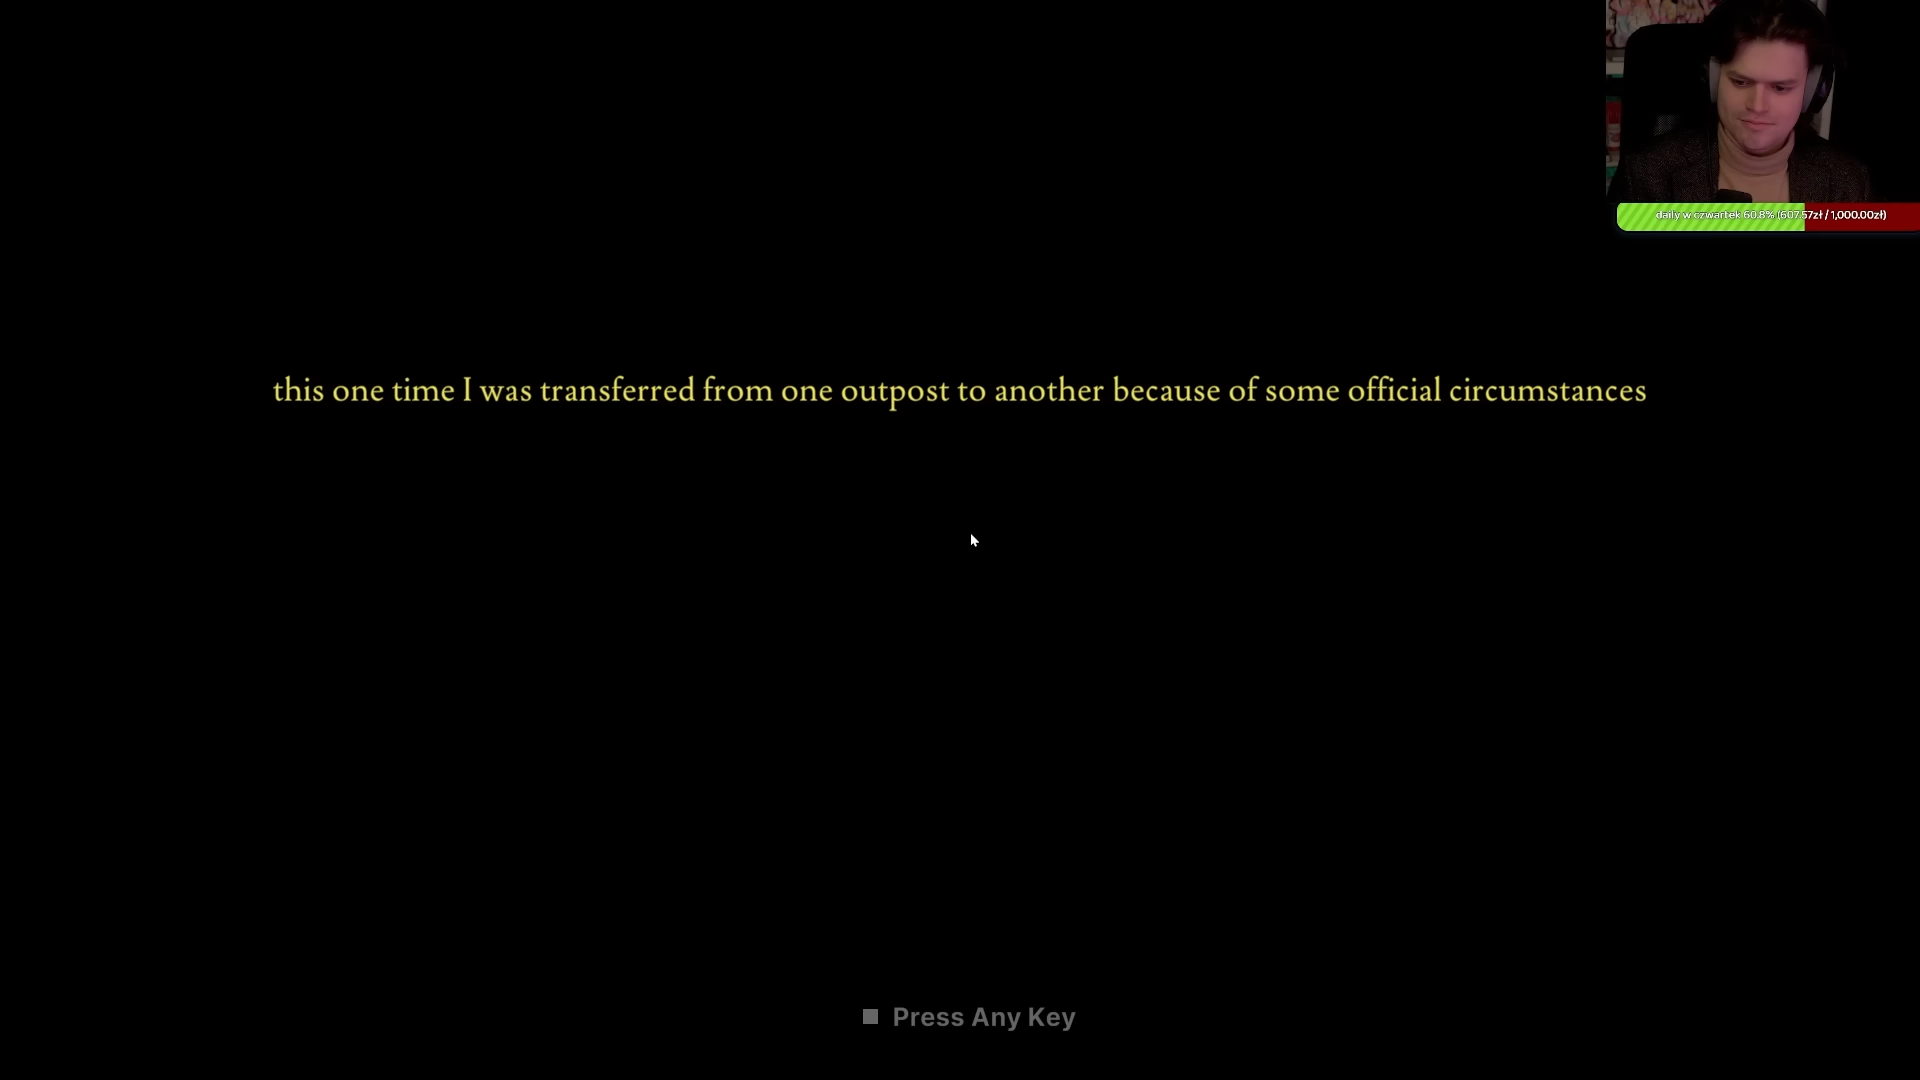 daily w czwartek 60.8% (607.57zł / 1,000.00zł)
this one time I was transferred from one outpost to another because of some official circumstances
Press Any Key